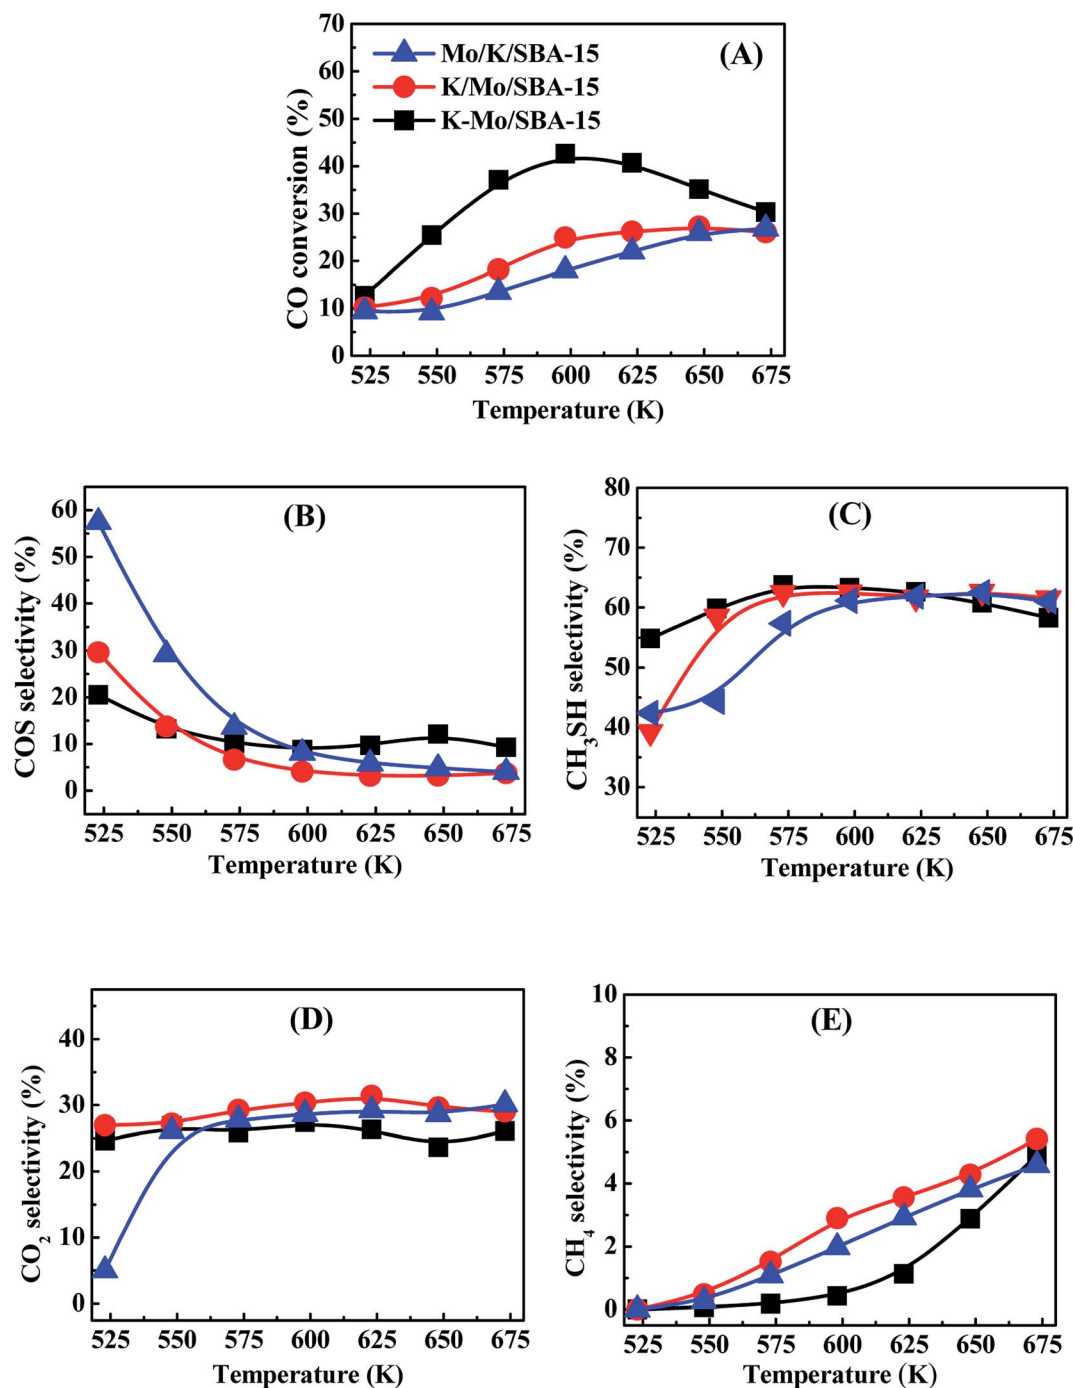 (A)
Mo/K/SBA-15
K/Mo/SBA-15
K-Mo/SBA-15
CO conversion (%)
70
60
50
40
30
20
10
0
525 550 575 600 625 650 675
Temperature (K)
(B)
COS selectivity (%)
60
50
40
30
20
10
0
525 550 575 600 625 650 675
Temperature (K)
(C)
CH₃SH selectivity (%)
80
70
60
50
40
30
525 550 575 600 625 650 675
Temperature (K)
(D)
CO₂ selectivity (%)
40
30
20
10
0
525 550 575 600 625 650 675
Temperature (K)
(E)
CH₄ selectivity (%)
10
8
6
4
2
0
525 550 575 600 625 650 675
Temperature (K)